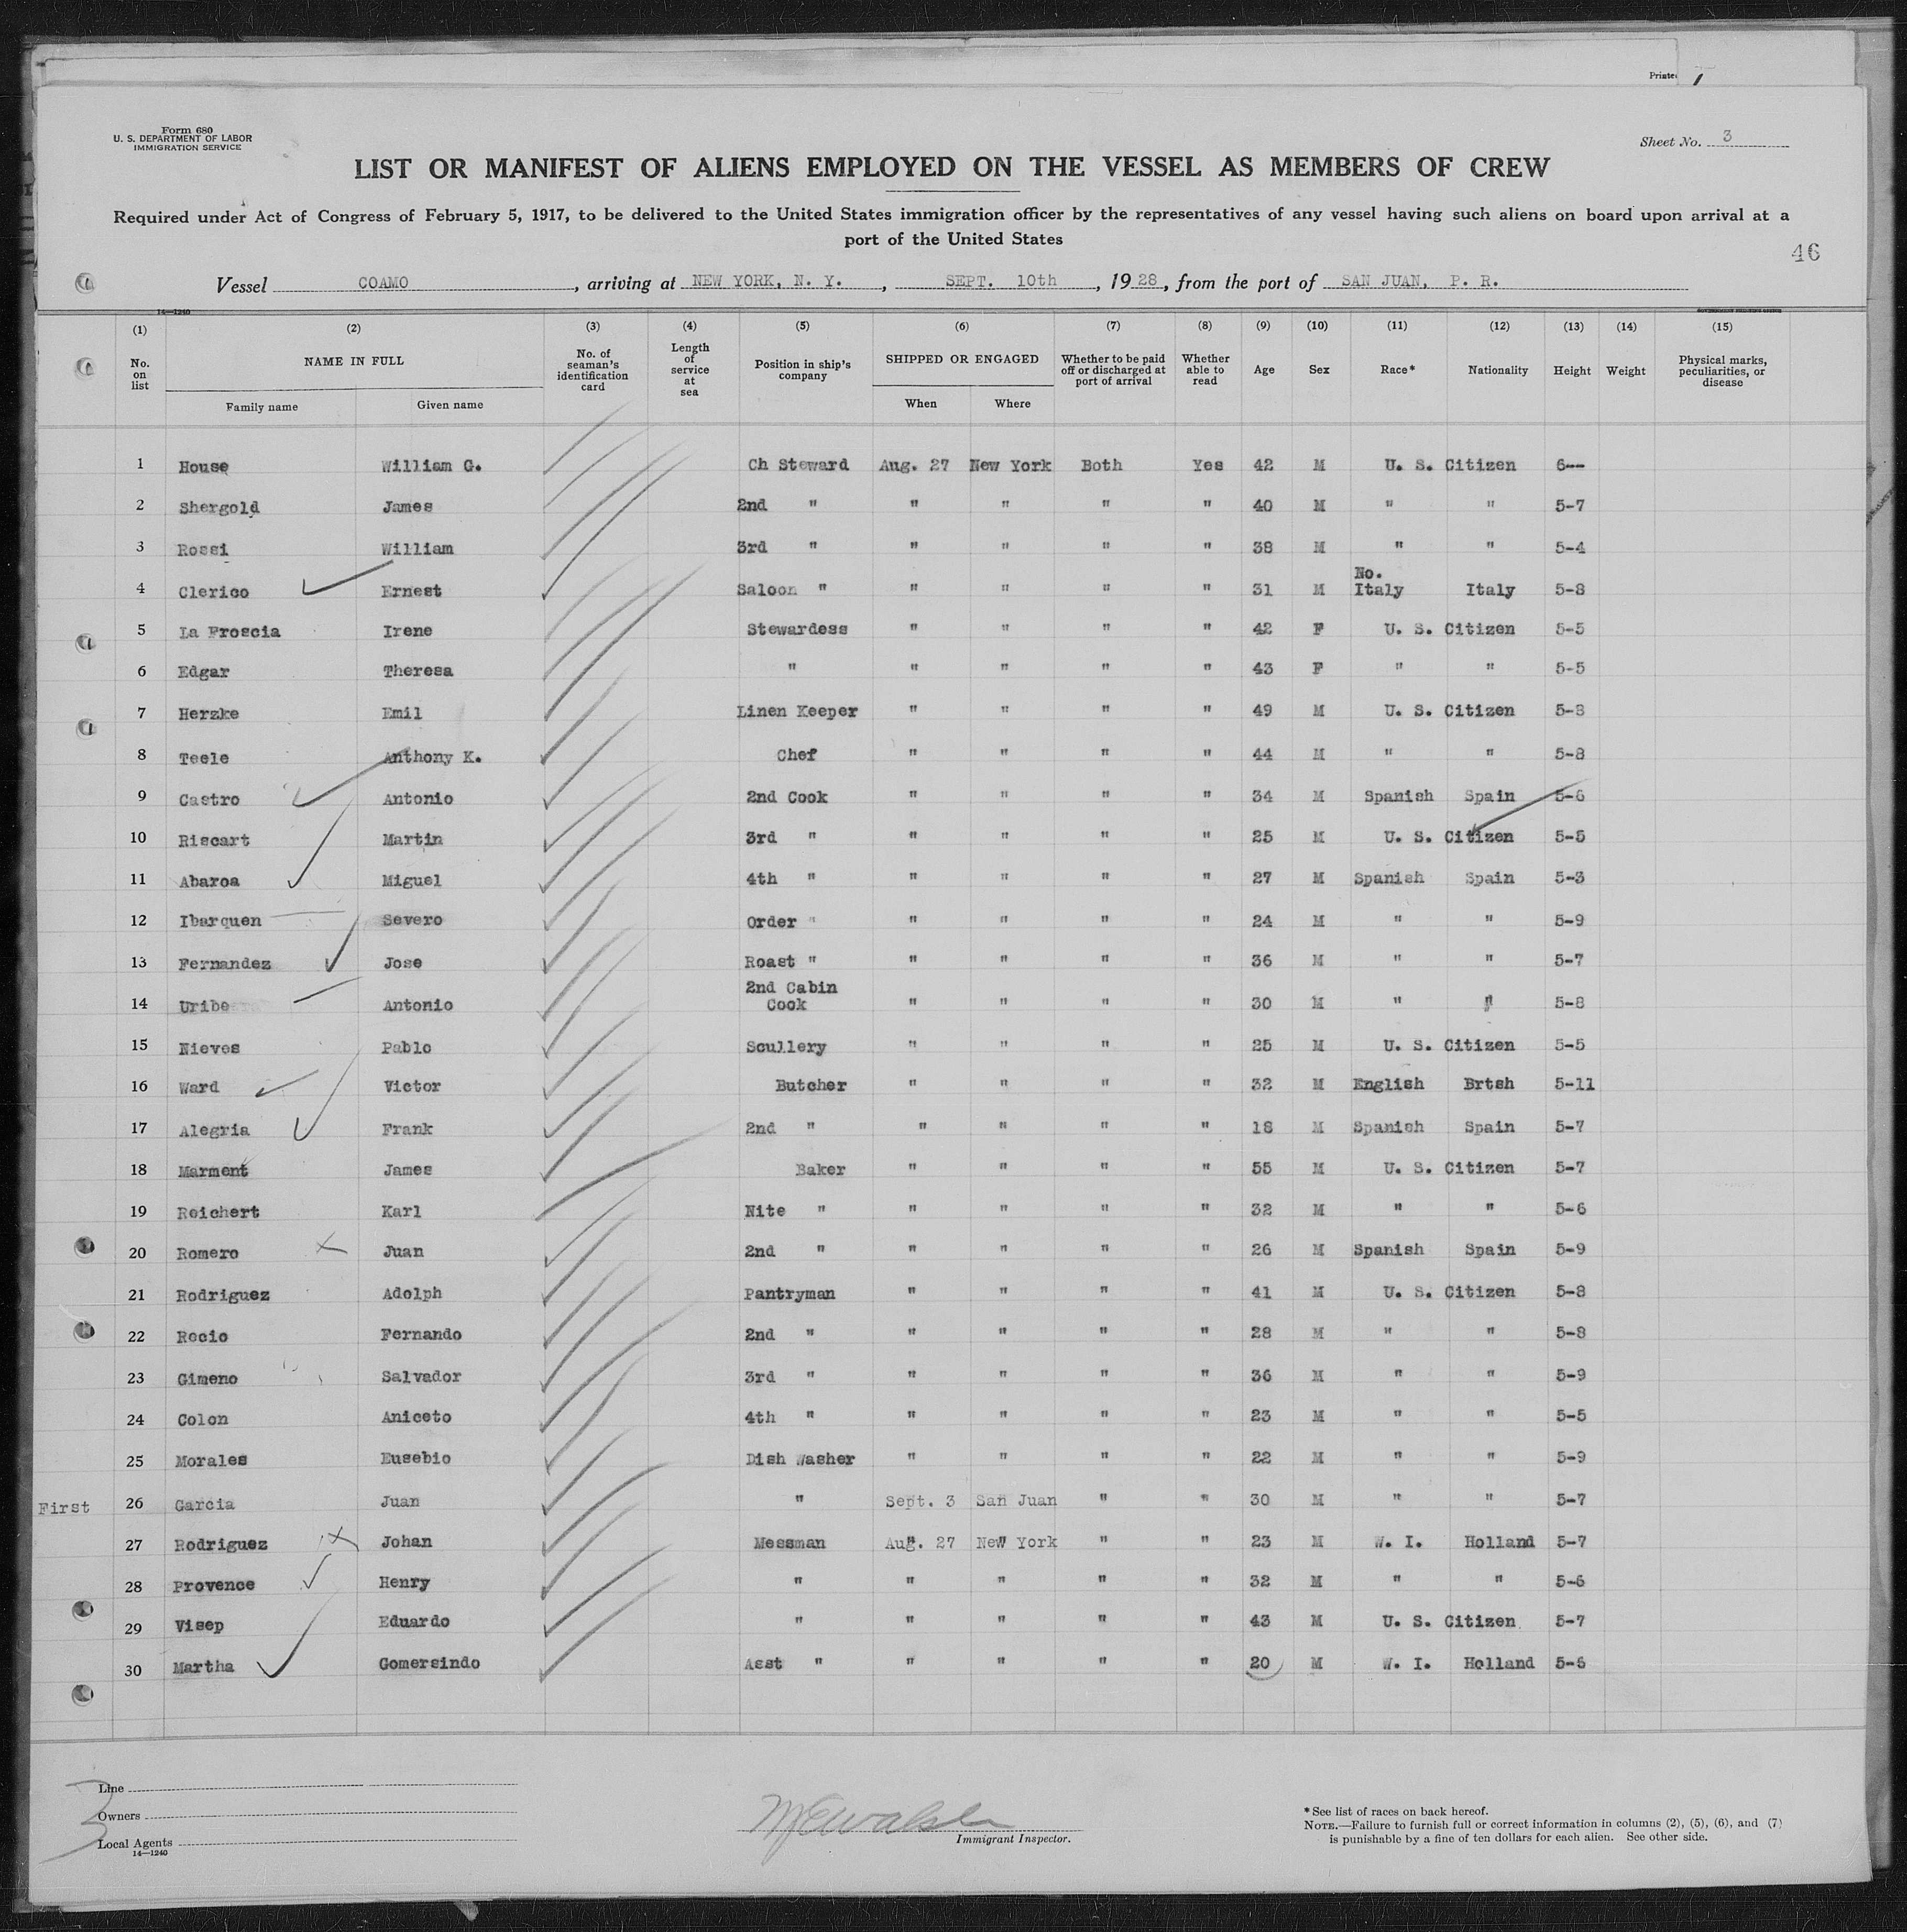 Printe
Form 680
U. S. DEPARTMENT OF LABOR
IMMIGRATION SERVICE
Sheet No. 3
LIST OR MANIFEST OF ALIENS EMPLOYED ON THE VESSEL AS MEMBERS OF CREW
Required under Act of Congress of February 5, 1917, to be delivered to the United States immigration officer by the representatives of any vessel having such aliens on board upon arrival at a
port of the United States
46
Vessel COAMO, arriving at NEW YORK, N. Y., SEPT. 10th, 1928, from the port of SAN JUAN, P. R.
14—1240
(1) (2) (3) (4) (5) (6) (7) (8) (9) (10) (11) (12) (13) (14) (15)
No. on list NAME IN FULL Family name Given name No. of seaman's identification card Length of service at sea Position in ship's company SHIPPED OR ENGAGED When Where Whether to be paid off or discharged at port of arrival Whether able to read Age Sex Race* Nationality Height Weight Physical marks, peculiarities, or disease
1 House William G. Ch Steward Aug. 27 New York Both Yes 42 M U. S. Citizen 6--
2 Shergold James 2nd " " " " " 40 M " " 5-7
3 Rossi William 3rd " " " " " 38 M " " 5-4
4 Clerico Ernest Saloon " " " " " 31 M No. Italy Italy 5-8
5 La Froscia Irene Stewardess " " " " 42 F U. S. Citizen 5-5
6 Edgar Theresa " " " " " 43 F " " 5-5
7 Herzke Emil Linen Keeper " " " " 49 M U. S. Citizen 5-8
8 Teele Anthony K. Chef " " " " 44 M " " 5-8
9 Castro Antonio 2nd Cook " " " " 34 M Spanish Spain 5-6
10 Riscart Martin 3rd " " " " " 25 M U. S. Citizen 5-5
11 Abaroa Miguel 4th " " " " " 27 M Spanish Spain 5-3
12 Ibarquen Severo Order " " " " " 24 M " " 5-9
13 Fernandez Jose Roast " " " " " 36 M " " 5-7
14 Uribe Antonio 2nd Cabin Cook " " " " 30 M " " 5-8
15 Nieves Pablo Scullery " " " " 25 M U. S. Citizen 5-5
16 Ward Victor Butcher " " " " 32 M English Brtsh 5-11
17 Alegria Frank 2nd " " " " " 18 M Spanish Spain 5-7
18 Marment James Baker " " " " 55 M U. S. Citizen 5-7
19 Reichert Karl Nite " " " " " 32 M " " 5-6
20 Romero Juan 2nd " " " " " 26 M Spanish Spain 5-9
21 Rodriguez Adolph Pantryman " " " " 41 M U. S. Citizen 5-8
22 Recio Fernando 2nd " " " " " 28 M " " 5-8
23 Gimeno Salvador 3rd " " " " " 36 M " " 5-9
24 Colon Aniceto 4th " " " " " 23 M " " 5-5
25 Morales Eusebio Dish Washer " " " " 22 M " " 5-9
First 26 Garcia Juan " Sept. 3 San Juan " " 30 M " " 5-7
27 Rodriguez Johan Messman Aug. 27 New York " " 23 M W. I. Holland 5-7
28 Provence Henry " " " " " 32 M " " 5-6
29 Visep Eduardo " " " " " 43 M U. S. Citizen 5-7
30 Martha Gomersindo Asst " " " " " 20 M W. I. Holland 5-6
3
Line
Owners
Local Agents
14—1240
Immigrant Inspector.
* See list of races on back hereof.
NOTE.—Failure to furnish full or correct information in columns (2), (5), (6), and (7)
is punishable by a fine of ten dollars for each alien. See other side.